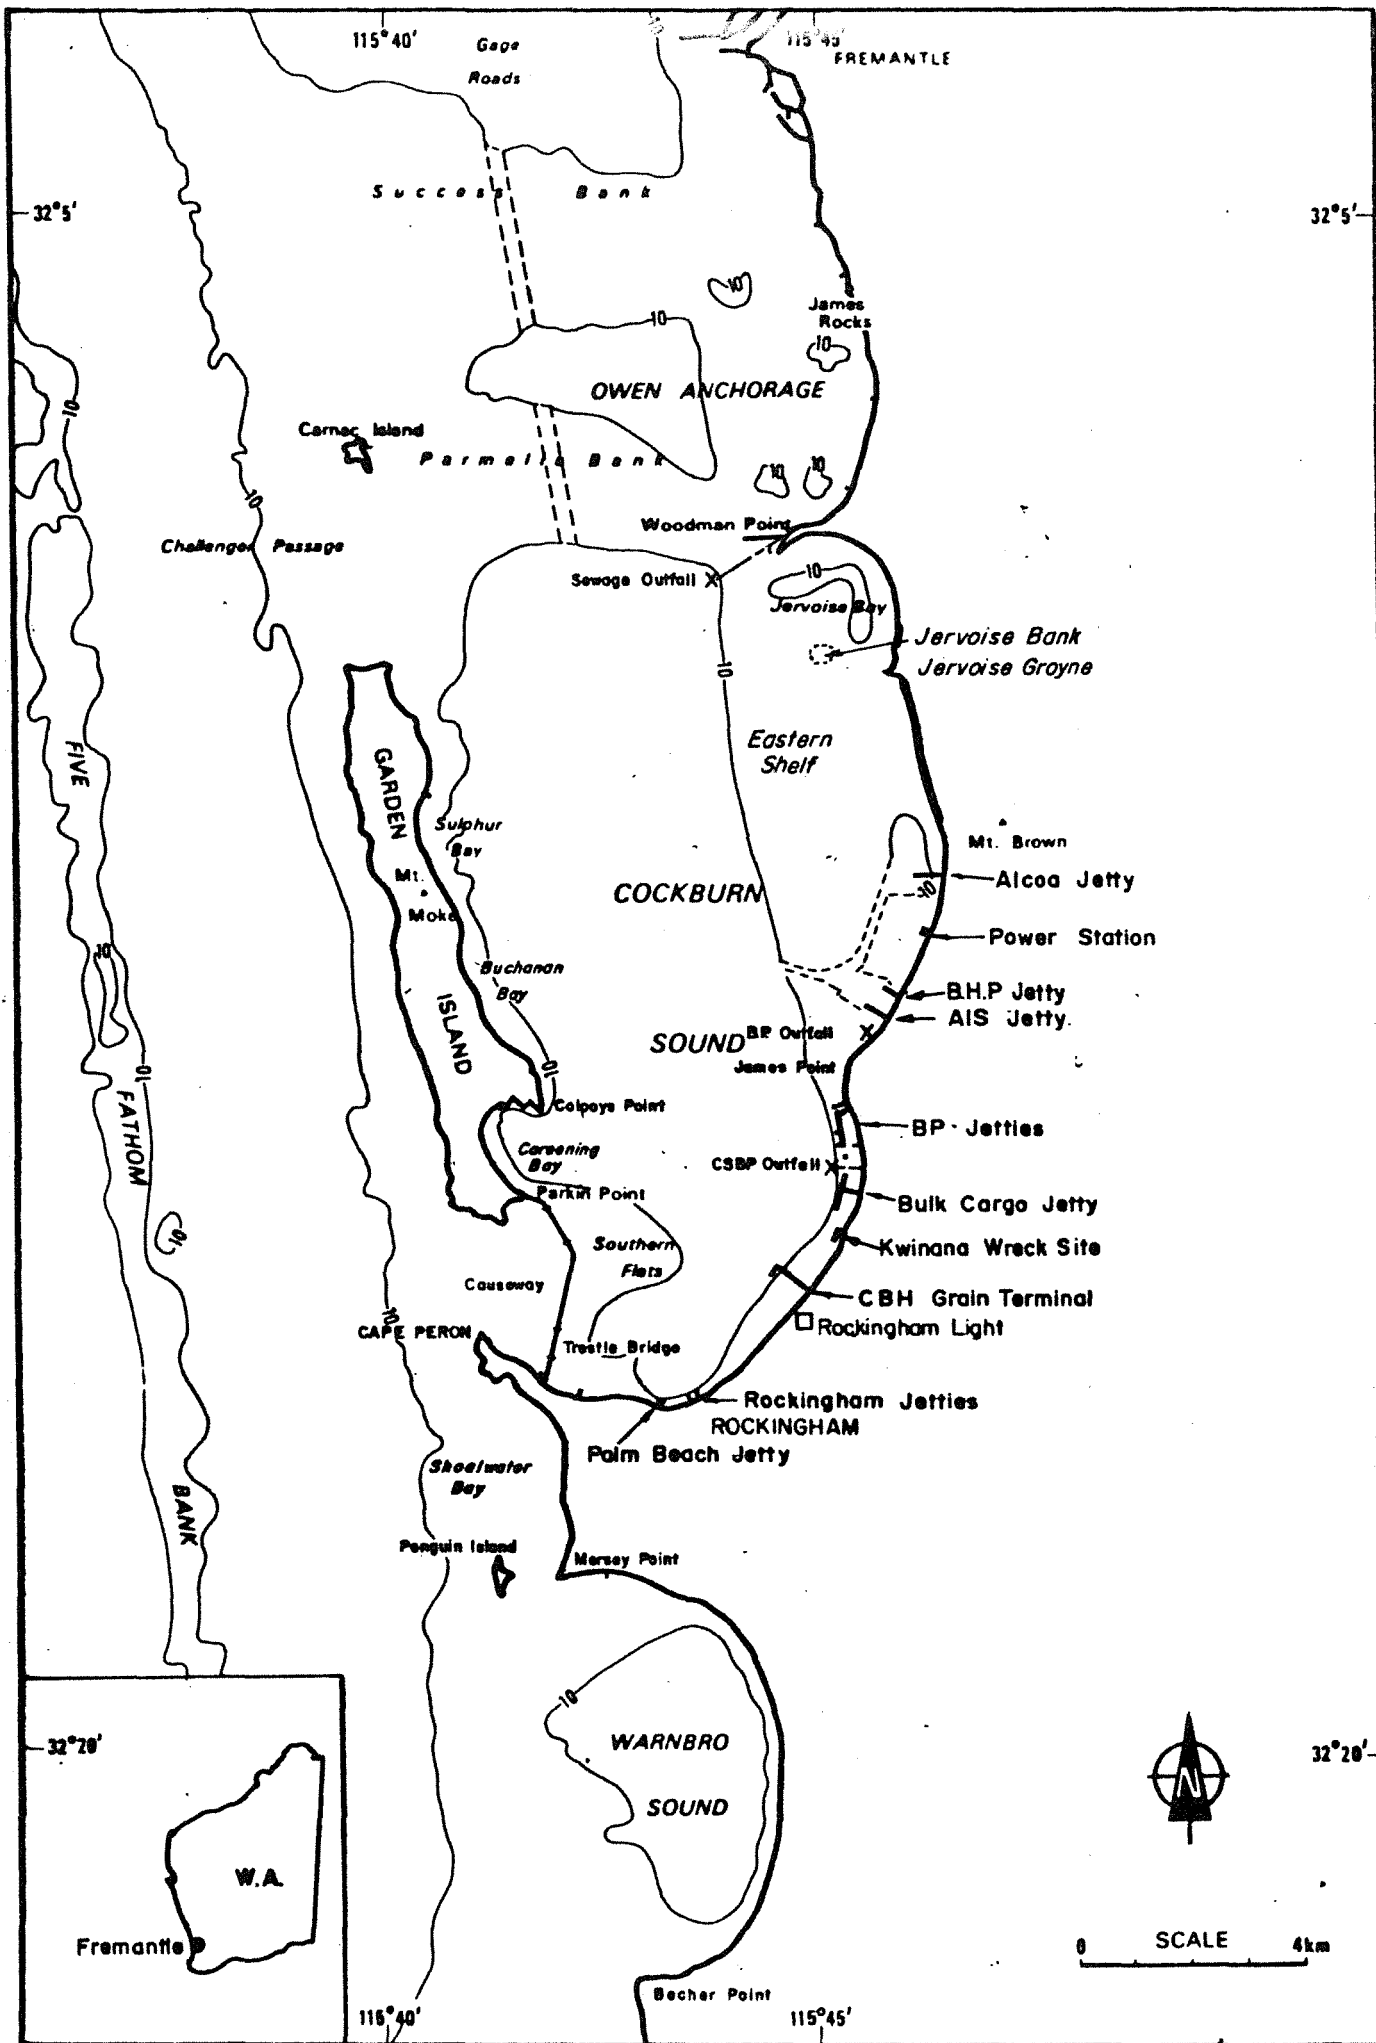 115°40'
Gage
Roads
115°45'
FREMANTLE
Success Bank
32°5'
32°5'
10
James
Rocks
10
10
OWEN ANCHORAGE
10
Carnac Island
Parmelia Bank
10
10
10
Woodman Point
Challenger Passage
Sewage Outfall
10
Jervoise Bay
Jervoise Bank
Jervoise Groyne
10
Eastern
Shelf
FIVE
GARDEN
Sulphur
Bay
Mt. Brown
Mt.
Moke
COCKBURN
10
Alcoa Jetty
Power Station
10
Buchanan
Bay
B.H.P Jetty
AIS Jetty.
ISLAND
SOUND
B.P. Outfall
James Point
10
10
FATHOM
Colpoys Point
BP Jetties
Careening
Bay
CSBP Outfall
Parkin Point
Bulk Cargo Jetty
10
Southern
Flats
Kwinana Wreck Site
Causeway
CBH Grain Terminal
10
CAPE PERON
Rockingham Light
Trestle Bridge
Rockingham Jetties
ROCKINGHAM
Palm Beach Jetty
Shoalwater
Bay
BANK
Penguin Island
Mersey Point
10
WARNBRO
SOUND
32°20'
32°20'
N
W.A.
Fremantle
0 SCALE 4km
Becher Point
115°40'
115°45'